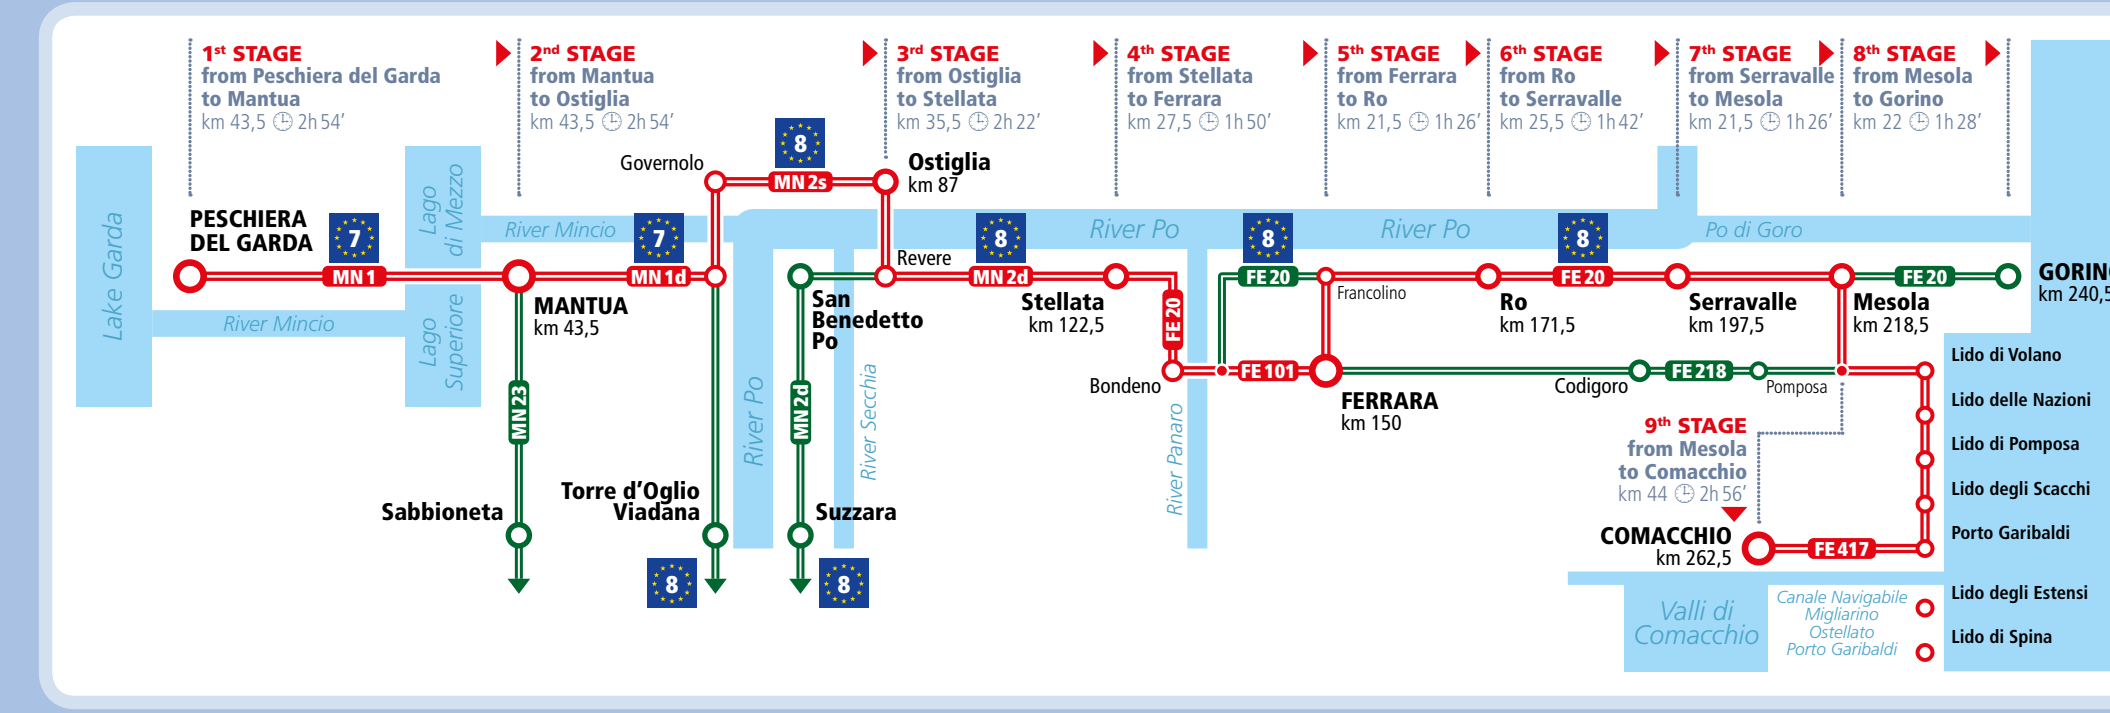 1st STAGE
from Peschiera del Garda
to Mantua
km 43,5 2h 54’
2nd STAGE
from Mantua
to Ostiglia
km 43,5 2h 54’
3rd STAGE
from Ostiglia
to Stellata
km 35,5 2h 22’
4th STAGE
from Stellata
to Ferrara
km 27,5 1h 50’
5th STAGE
from Ferrara
to Ro
km 21,5 1h 26’
6th STAGE
from Ro
to Serravalle
km 25,5 1h 42’
7th STAGE
from Serravalle
to Mesola
km 21,5 1h 26’
8th STAGE
from Mesola
to Gorino
km 22 1h 28’
8
Governolo
MN 2s
Ostiglia
km 87
Lake Garda
PESCHIERA
DEL GARDA
7
MN 1
Lago
di Mezzo
River Mincio
7
MN 1d
River Mincio
Lago
Superiore
MANTUA
km 43,5
Revere
8
MN 2d
River Po
8
River Po
8
Po di Goro
San
Benedetto
Po
Stellata
km 122,5
FE 20
FE 20
Francolino
Ro
km 171,5
FE 20
Serravalle
km 197,5
Mesola
km 218,5
FE 20
km 240,5
Bondeno
FE 101
FERRARA
km 150
Codigoro
FE 218
Pomposa
MN 23
River Po
MN 2d
River Secchia
River Panaro
Sabbioneta
Torre d’Oglio
Viadana
8
Suzzara
8
9th STAGE
from Mesola
to Comacchio
km 44 2h 56’
COMACCHIO
km 262,5
FE 417
Lido di Volano
Lido delle Nazioni
Lido di Pomposa
Lido degli Scacchi
Porto Garibaldi
Lido degli Estensi
Lido di Spina
Valli di
Comacchio
Canale Navigabile
Migliarino
Ostellato
Porto Garibaldi